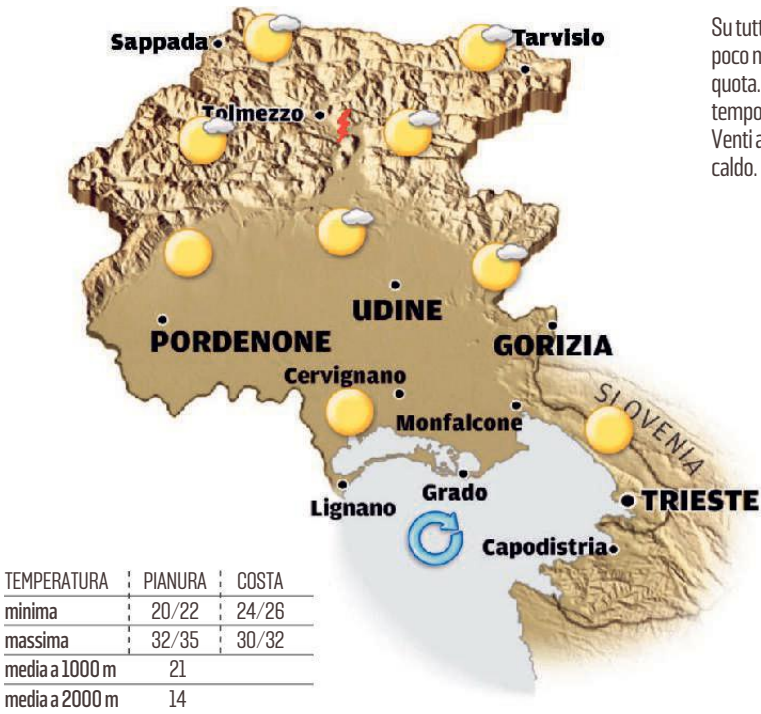 Su tutt
poco n
quota.
tempo
Venti a
caldo.
Sappada
Tarvisio
Tolmezzo
UDINE
PORDENONE
GORIZIA
Cervignano
SLOVENIA
Monfalcone
Lignano
Grado
TRIESTE
Capodistria
TEMPERATURA PIANURA COSTA
minima 20/22 24/26
massima 32/35 30/32
media a 1000 m 21
media a 2000 m 14